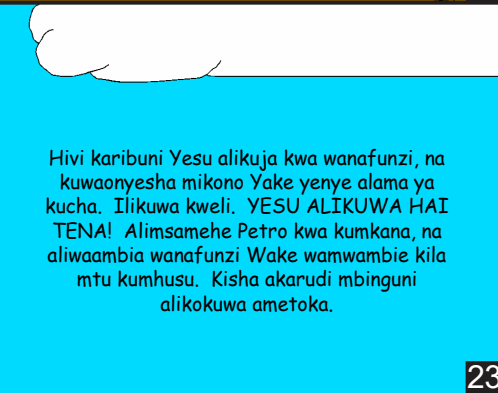 Hivi karibuni Yesu alikuja kwa wanafunzi, na
kuwaonyesha mikono Yake yenye alama ya
kucha.  Ilikuwa kweli.  YESU ALIKUWA HAI
TENA!  Alimsamehe Petro kwa kumkana, na
aliwaambia wanafunzi Wake wamwambie kila
mtu kumhusu.  Kisha akarudi mbinguni
alikokuwa ametoka.
23